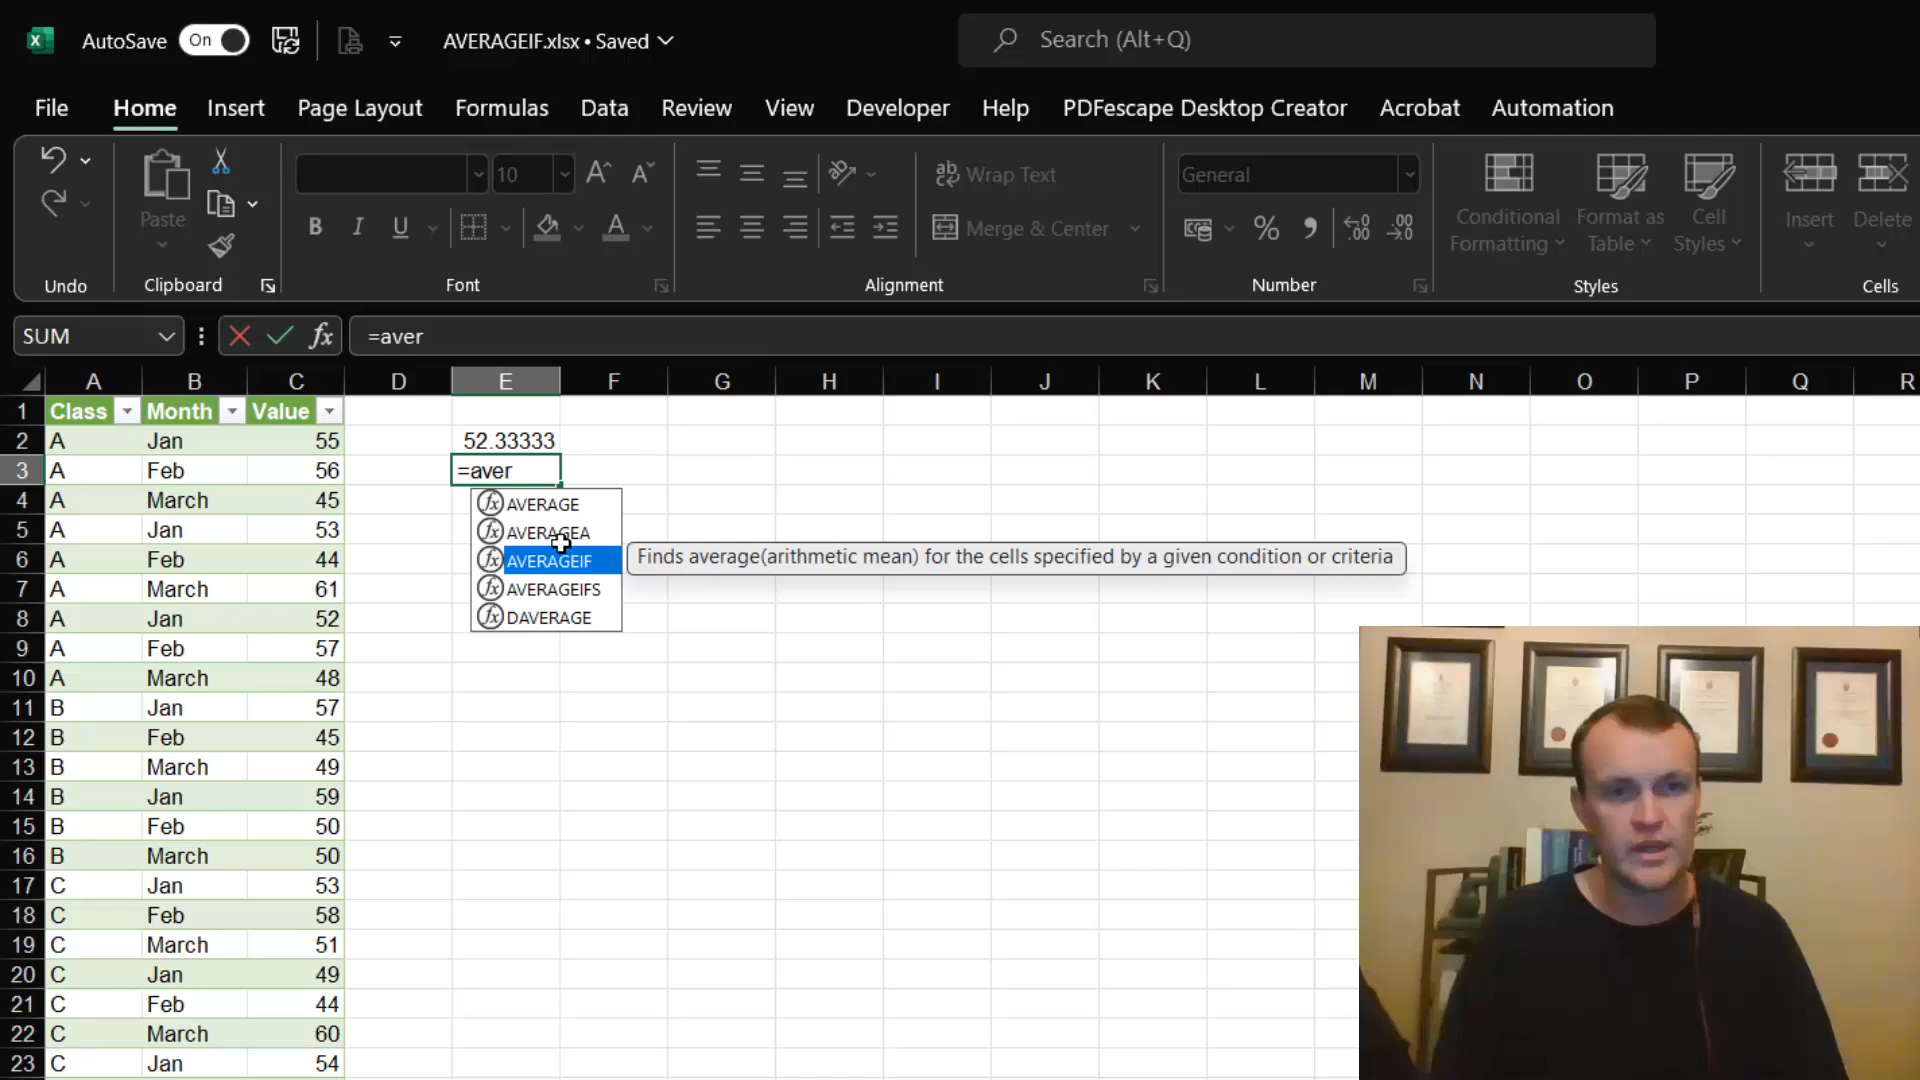 AutoSave On AVERAGEIF.xlsx • Saved Search (Alt+Q)
File Home Insert Page Layout Formulas Data Review View Developer Help PDFescape Desktop Creator Acrobat Automation
10 ab Wrap Text General
Paste B I U A Merge & Center % Conditional Formatting Format as Table Cell Styles Insert Delete
Undo Clipboard Font Alignment Number Styles Cells
SUM fx =aver
A B C D E F G H I J K L M N O P Q R
1 Class Month Value
2 A Jan 55 52.33333
3 A Feb 56 =aver
4 A March 45
5 A Jan 53
6 A Feb 44
7 A March 61
8 A Jan 52
9 A Feb 57
10 A March 48
11 B Jan 57
12 B Feb 45
13 B March 49
14 B Jan 59
15 B Feb 50
16 B March 50
17 C Jan 53
18 C Feb 58
19 C March 51
20 C Jan 49
21 C Feb 44
22 C March 60
23 C Jan 54
fx AVERAGE
fx AVERAGEA
fx AVERAGEIF
fx AVERAGEIFS
fx DAVERAGE
Finds average(arithmetic mean) for the cells specified by a given condition or criteria